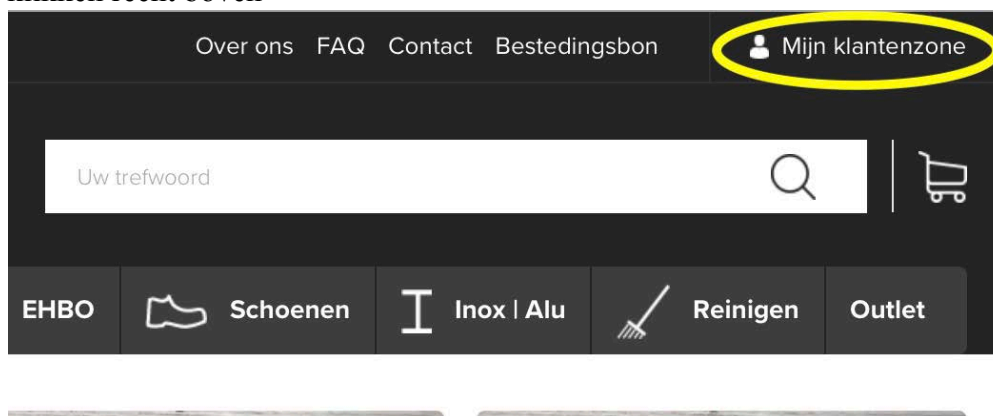 Over ons FAQ Contact Bestedingsbon Mijn klantenzone
Uw trefwoord
EHBO Schoenen Inox | Alu Reinigen Outlet